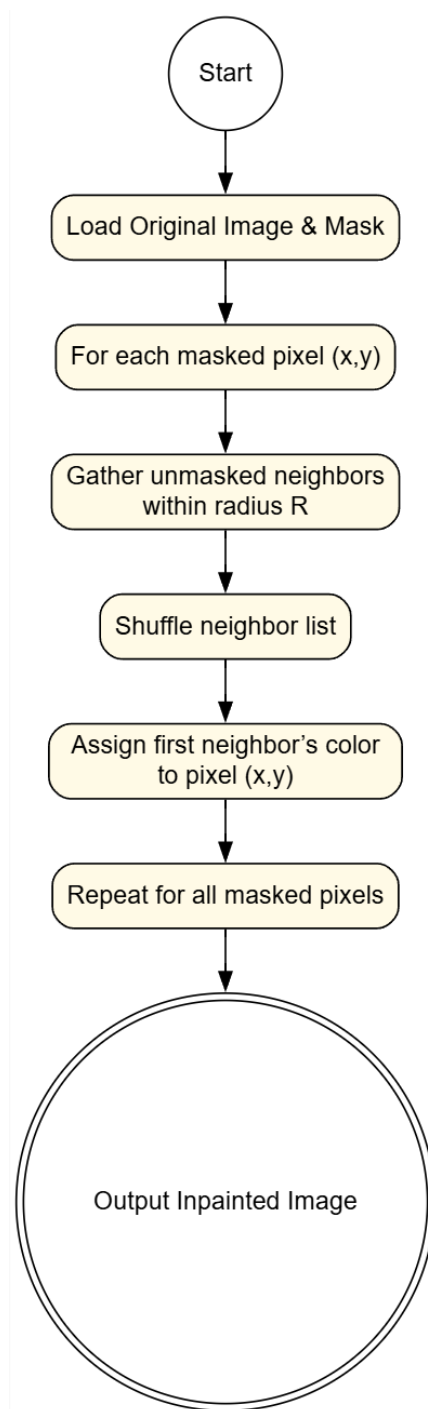 Start
Load Original Image & Mask
For each masked pixel (x,y)
Gather unmasked neighbors
within radius R
Shuffle neighbor list
Assign first neighbor’s color
to pixel (x,y)
Repeat for all masked pixels
Output Inpainted Image